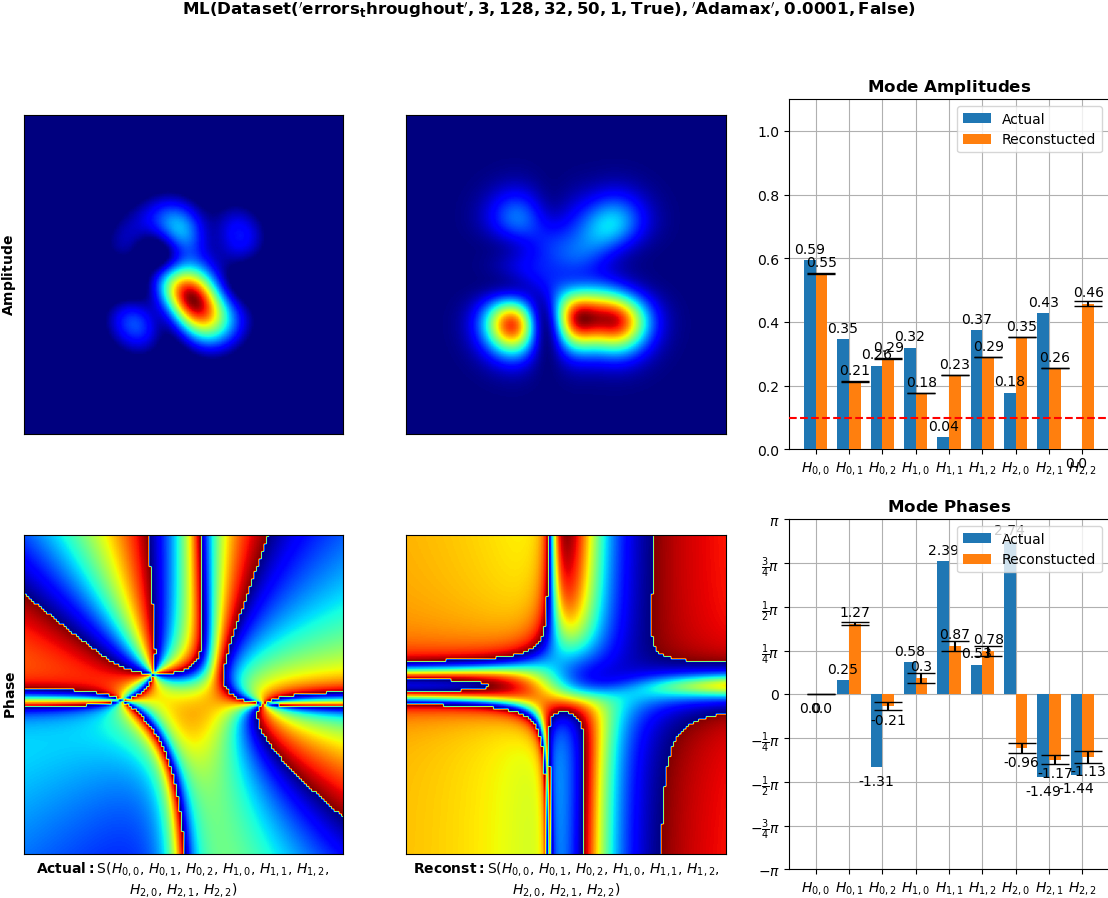 ML(Dataset('errors_throughout', 3, 128, 32, 50, 1, True), 'Adamax', 0.0001, False)
Amplitude
Mode Amplitudes
Actual
Reconstucted
1.0
0.8
0.6
0.4
0.2
0.0
0.59
0.55
0.35
0.21
0.26
0.29
0.32
0.18
0.04
0.23
0.37
0.29
0.18
0.35
0.43
0.26
0.0
0.46
H0,0 H0,1 H0,2 H1,0 H1,1 H1,2 H2,0 H2,1 H2,2
Phase
Mode Phases
Actual
Reconstucted
π
3/4π
1/2π
1/4π
0
−1/4π
−1/2π
−3/4π
−π
0.0
0.0
0.25
1.27
-1.31
-0.21
0.58
0.3
2.39
0.87
0.78
2.74
-0.96
-1.49
-1.17
-1.44
-1.13
H0,0 H0,1 H0,2 H1,0 H1,1 H1,2 H2,0 H2,1 H2,2
Actual: S(H0,0, H0,1, H0,2, H1,0, H1,1, H1,2,
H2,0, H2,1, H2,2)
Reconst: S(H0,0, H0,1, H0,2, H1,0, H1,1, H1,2,
H2,0, H2,1, H2,2)